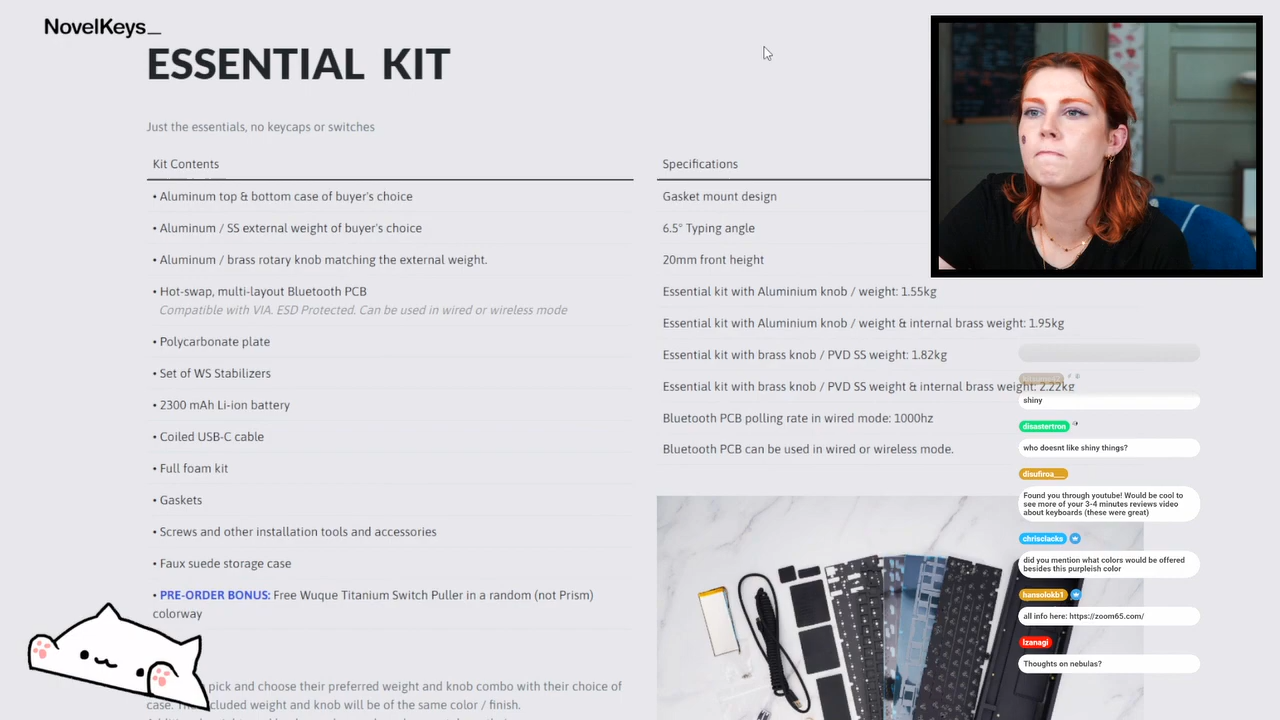 NovelKeys_
ESSENTIAL KIT
Just the essentials, no keycaps or switches
Kit Contents
• Aluminum top & bottom case of buyer's choice
• Aluminum / SS external weight of buyer's choice
• Aluminum / brass rotary knob matching the external weight.
• Hot-swap, multi-layout Bluetooth PCB
Compatible with VIA. ESD Protected. Can be used in wired or wireless mode
• Polycarbonate plate
• Set of WS Stabilizers
• 2300 mAh Li-ion battery
• Coiled USB-C cable
• Full foam kit
• Gaskets
• Screws and other installation tools and accessories
• Faux suede storage case
• PRE-ORDER BONUS: Free Wuque Titanium Switch Puller in a random (not Prism)
colorway
pick and choose their preferred weight and knob combo with their choice of
case. cluded weight and knob will be of the same color / finish.
Specifications
Gasket mount design
6.5° Typing angle
20mm front height
Essential kit with Aluminium knob / weight: 1.55kg
Essential kit with Aluminium knob / weight & internal brass weight: 1.95kg
Essential kit with brass knob / PVD SS weight: 1.82kg
Essential kit with brass knob / PVD SS weight & internal brass weight: 2.22kg
Bluetooth PCB polling rate in wired mode: 1000hz
Bluetooth PCB can be used in wired or wireless mode.
shiny
disastertron
who doesnt like shiny things?
disufiroa__
Found you through youtube! Would be cool to
see more of your 3-4 minutes reviews video
about keyboards (these were great)
chrisclacks
did you mention what colors would be offered
besides this purpleish color
hansolokb1
all info here: https://zoom65.com/
Izanagi
Thoughts on nebulas?